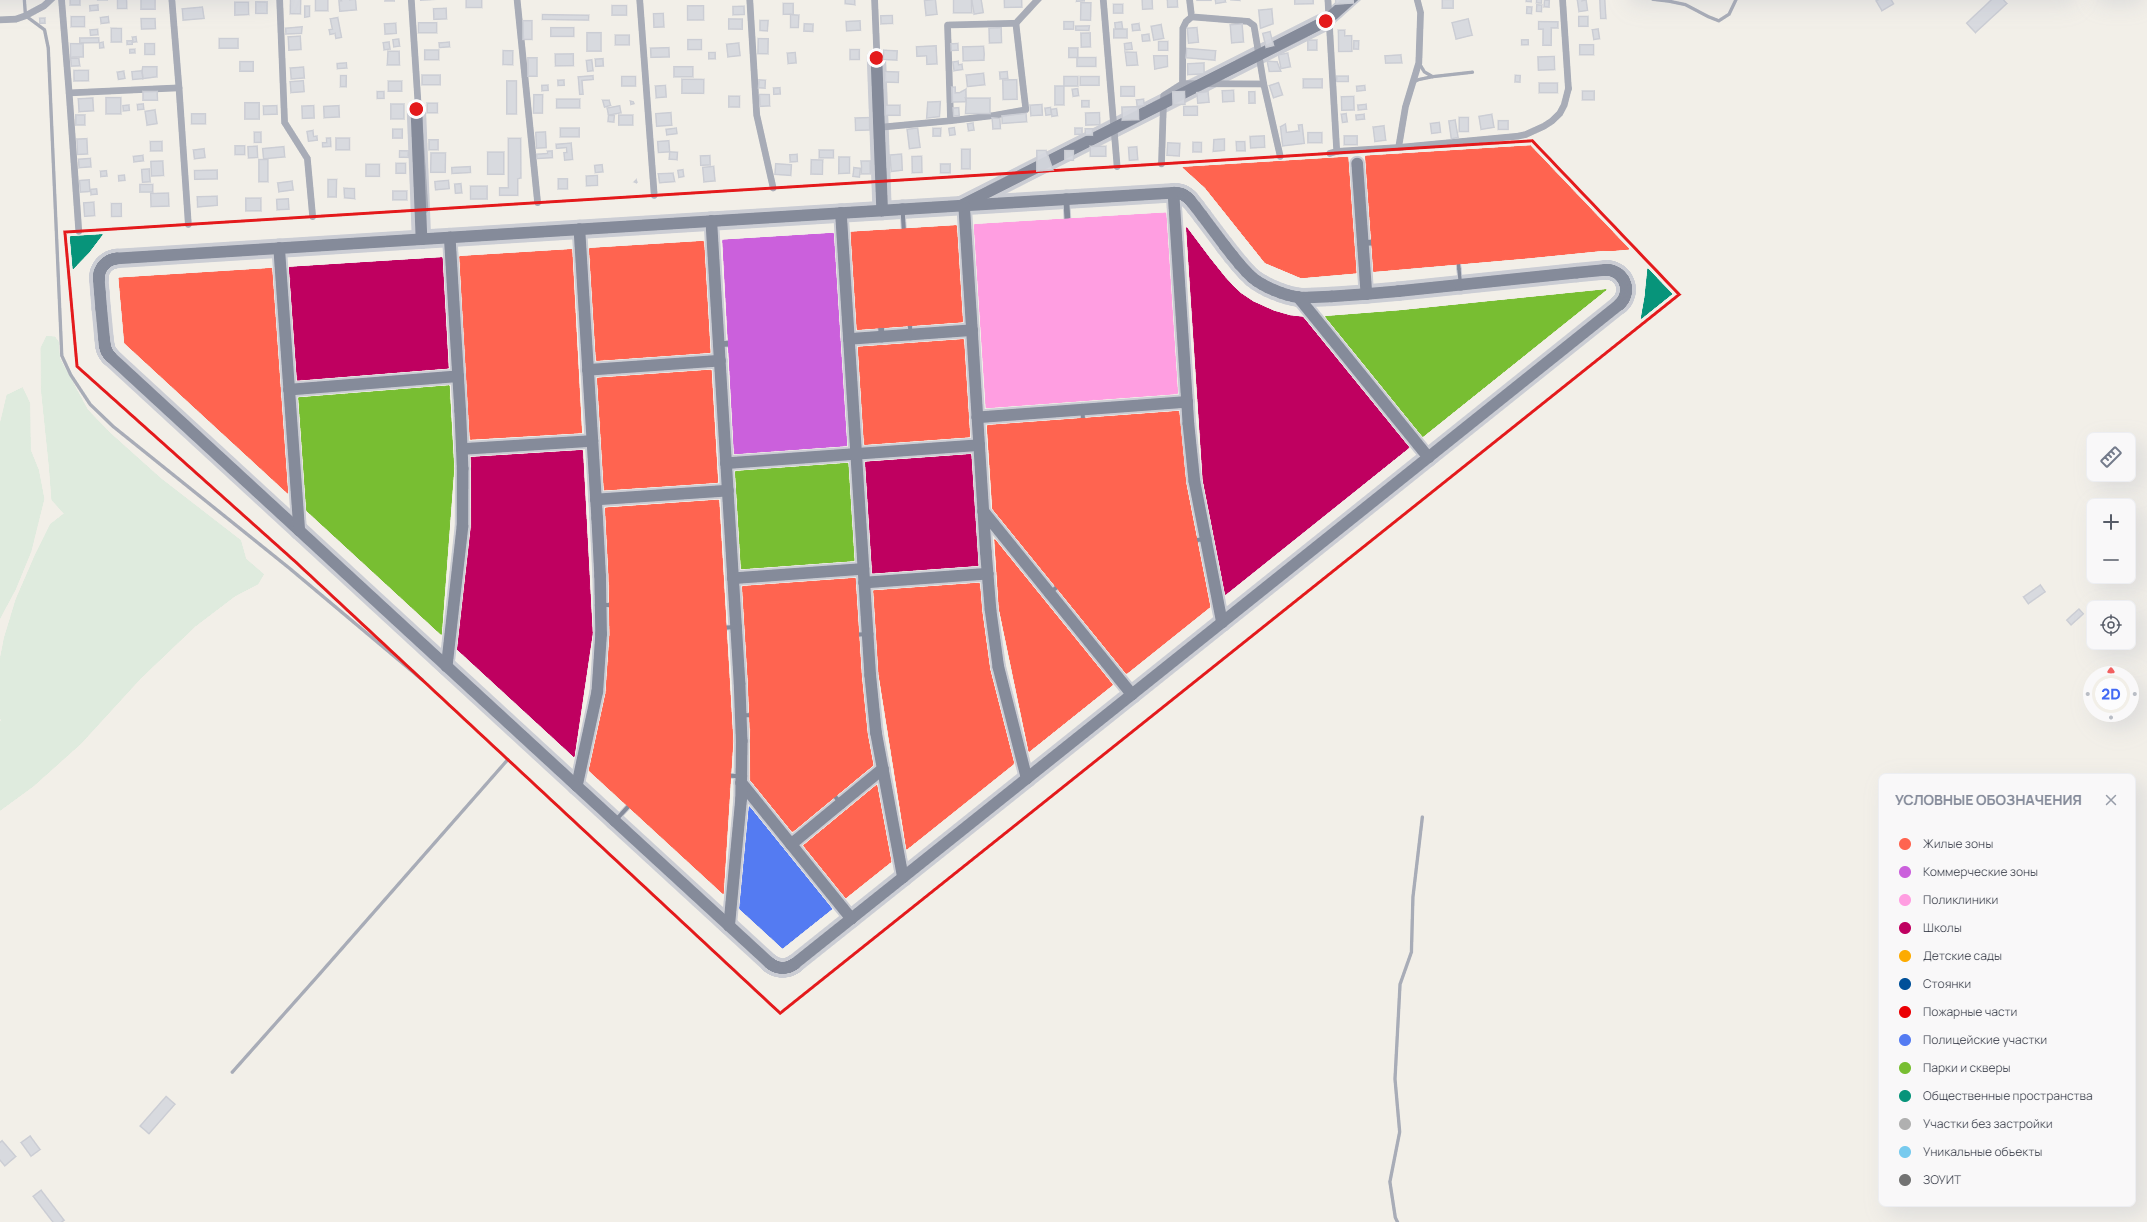 2D
УСЛОВНЫЕ ОБОЗНАЧЕНИЯ
Жилые зоны
Коммерческие зоны
Поликлиники
Школы
Детские сады
Стоянки
Пожарные части
Полицейские участки
Парки и скверы
Общественные пространства
Участки без застройки
Уникальные объекты
ЗОУИТ